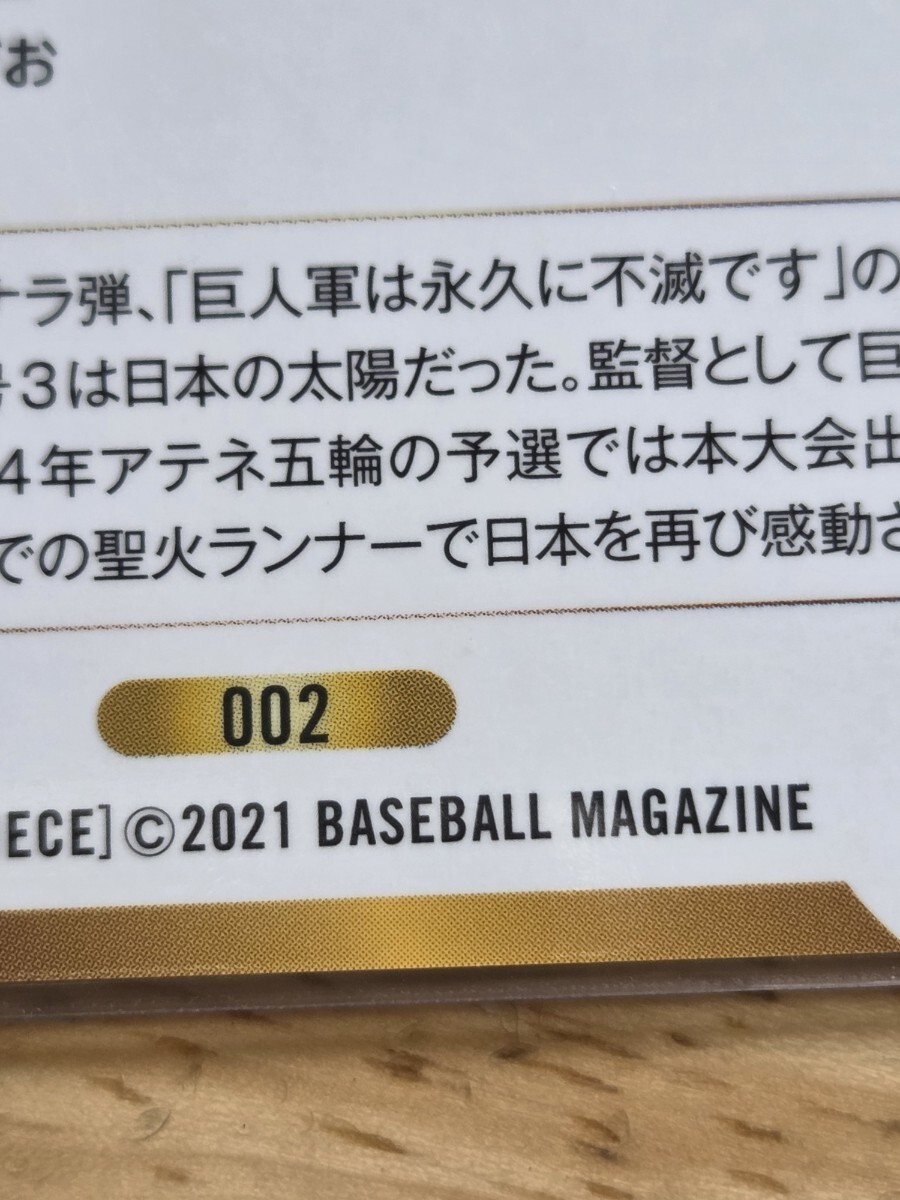 お
ナラ弾、「巨人軍は永久に不滅です」の
3は日本の太陽だった。監督として巨
4年アテネ五輪の予選では本大会出
での聖火ランナーで日本を再び感動さ
002
ECE]©2021 BASEBALL MAGAZINE